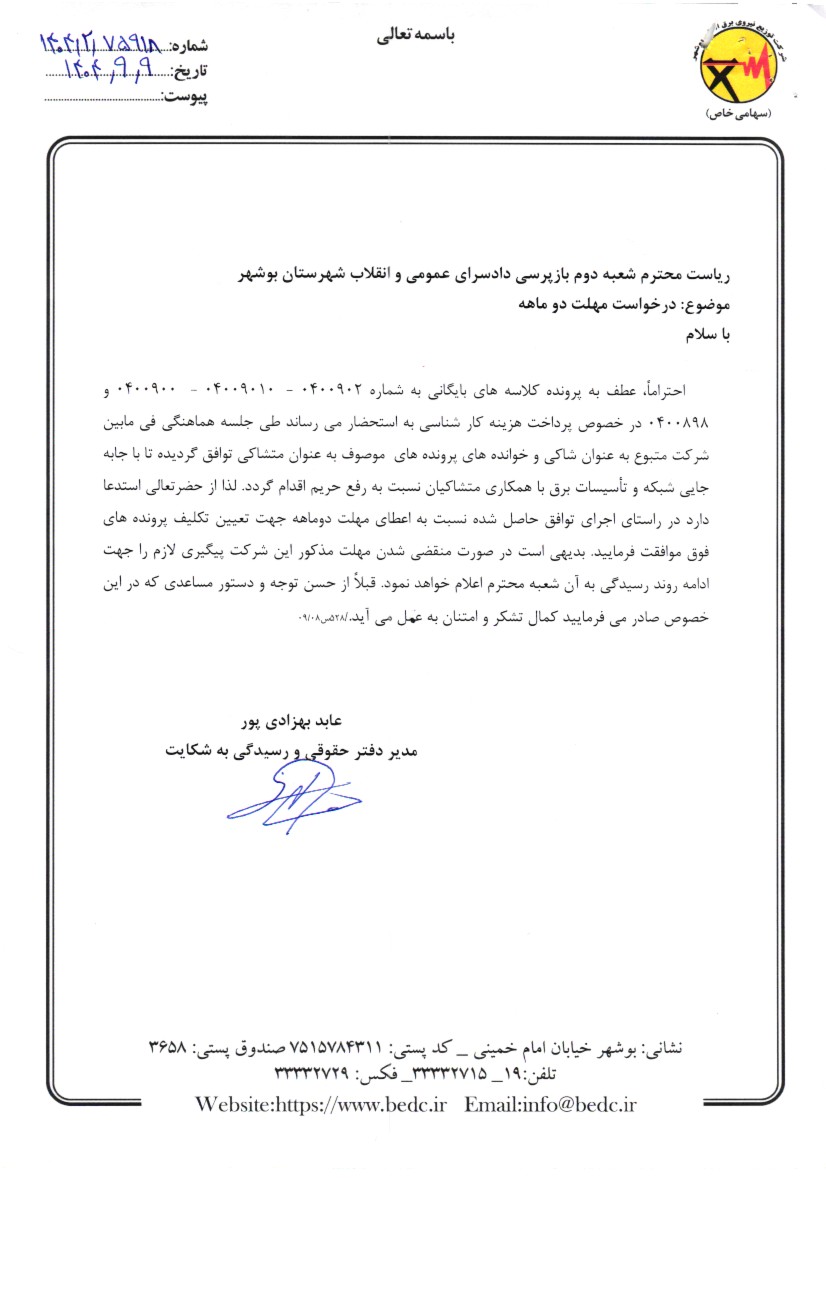 باسمه تعالی
شماره: ۱۴۰۴/۲/۷۵۹۱۸
تاریخ: ۱۴۰۴/۹/۹
پیوست:
شرکت توزیع نیروی برق
(سهامی خاص)
ریاست محترم شعبه دوم بازپرسی دادسرای عمومی و انقلاب شهرستان بوشهر
موضوع: درخواست مهلت دو ماهه
با سلام
احتراماً، عطف به پرونده کلاسه های بایگانی به شماره ۰۴۰۰۹۰۲ – ۰۴۰۰۹۰۱۰ – ۰۴۰۰۹۰۰ و
۰۴۰۰۸۹۸ در خصوص پرداخت هزینه کار شناسی به استحضار می رساند طی جلسه هماهنگی فی مابین
شرکت متبوع به عنوان شاکی و خوانده های پرونده های موصوف به عنوان متشاکی توافق گردیده تا با جابه
جایی شبکه و تأسیسات برق با همکاری متشاکیان نسبت به رفع حریم اقدام گردد. لذا از حضرتعالی استدعا
دارد در راستای اجرای توافق حاصل شده نسبت به اعطای مهلت دوماهه جهت تعیین تکلیف پرونده های
فوق موافقت فرمایید. بدیهی است در صورت منقضی شدن مهلت مذکور این شرکت پیگیری لازم را جهت
ادامه روند رسیدگی به آن شعبه محترم اعلام خواهد نمود. قبلاً از حسن توجه و دستور مساعدی که در این
خصوص صادر می فرمایید کمال تشکر و امتنان به عمل می آید./۵۲۸س۰۹/۰۸
عابد بهزادی پور
مدیر دفتر حقوقی و رسیدگی به شکایت
نشانی: بوشهر خیابان امام خمینی _ کد پستی: ۷۵۱۵۷۸۴۳۱۱ صندوق پستی: ۳۶۵۸
تلفن:۱۹_ ۳۳۳۳۲۷۱۵_ فکس: ۳۳۳۳۲۷۲۹
Website:https://www.bedc.ir Email:info@bedc.ir